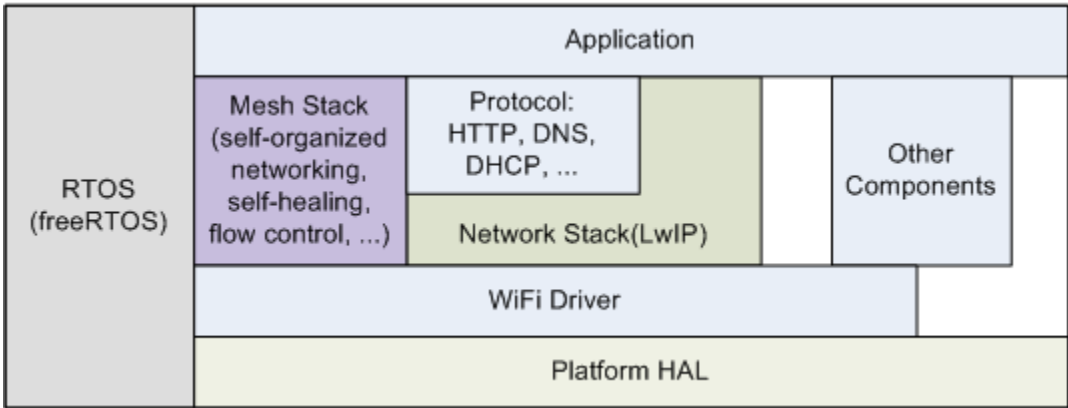 Application
Mesh Stack
(self-organized
networking,
self-healing,
flow control, ...)
Protocol:
HTTP, DNS,
DHCP, ...
Other
Components
RTOS
(freeRTOS)
Network Stack(LwIP)
WiFi Driver
Platform HAL